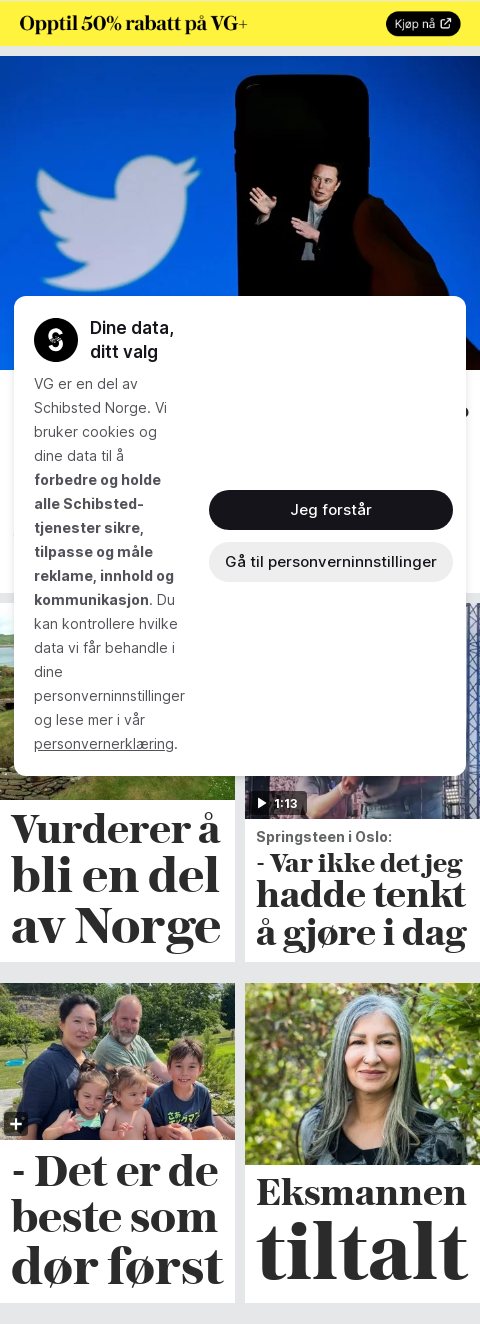 Opptil 50% rabatt på VG+
Kjøp nå
Dine data,
ditt valg
VG er en del av
Schibsted Norge. Vi
bruker cookies og
dine data til å
forbedre og holde
alle Schibsted-
tjenester sikre,
tilpasse og måle
reklame, innhold og
kommunikasjon. Du
kan kontrollere hvilke
data vi får behandle i
dine
personverninnstillinger
og lese mer i vår
personvernerklæring.
Jeg forstår
Gå til personverninnstillinger
1:13
Vurderer å
bli en del
av Norge
Springsteen i Oslo:
- Var ikke det jeg
hadde tenkt
å gjøre i dag
- Det er de
beste som
dør først
Eksmannen
tiltalt